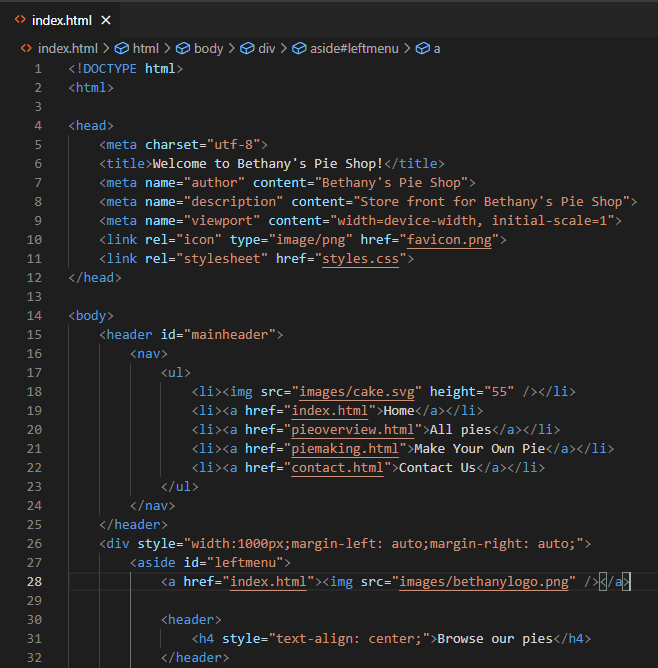 index.html
index.html > html > body > div > aside#leftmenu > a
1 <!DOCTYPE html>
2 <html>
3
4 <head>
5 <meta charset="utf-8">
6 <title>Welcome to Bethany's Pie Shop!</title>
7 <meta name="author" content="Bethany's Pie Shop">
8 <meta name="description" content="Store front for Bethany's Pie Shop">
9 <meta name="viewport" content="width=device-width, initial-scale=1">
10 <link rel="icon" type="image/png" href="favicon.png">
11 <link rel="stylesheet" href="styles.css">
12 </head>
13
14 <body>
15 <header id="mainheader">
16 <nav>
17 <ul>
18 <li><img src="images/cake.svg" height="55" /></li>
19 <li><a href="index.html">Home</a></li>
20 <li><a href="pieoverview.html">All pies</a></li>
21 <li><a href="piemaking.html">Make Your Own Pie</a></li>
22 <li><a href="contact.html">Contact Us</a></li>
23 </ul>
24 </nav>
25 </header>
26 <div style="width:1000px;margin-left: auto;margin-right: auto;">
27 <aside id="leftmenu">
28 <a href="index.html"><img src="images/bethanylogo.png" /></a>
29
30 <header>
31 <h4 style="text-align: center;">Browse our pies</h4>
32 </header>